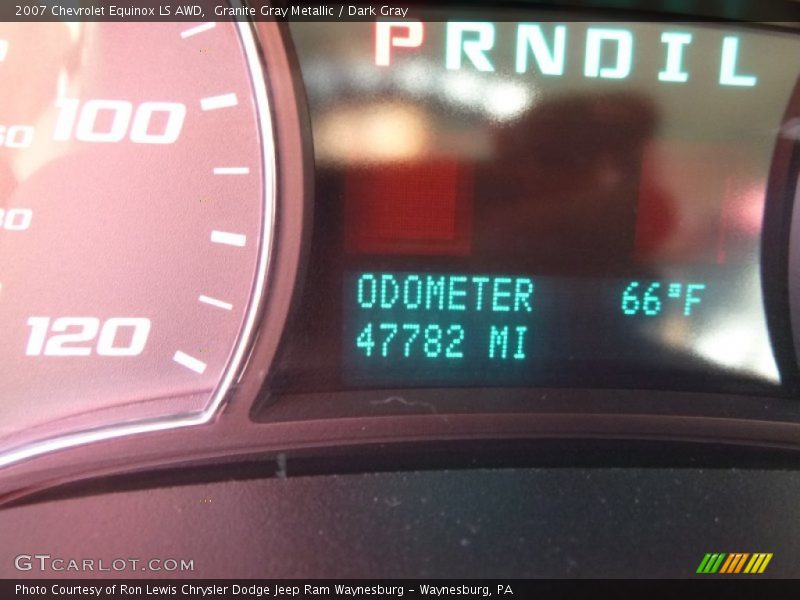 2007 Chevrolet Equinox LS AWD,  Granite Gray Metallic / Dark Gray
P R N D I L
100
120
ODOMETER 66°F
47782 MI
GTCARLOT.COM
Photo Courtesy of Ron Lewis Chrysler Dodge Jeep Ram Waynesburg - Waynesburg, PA